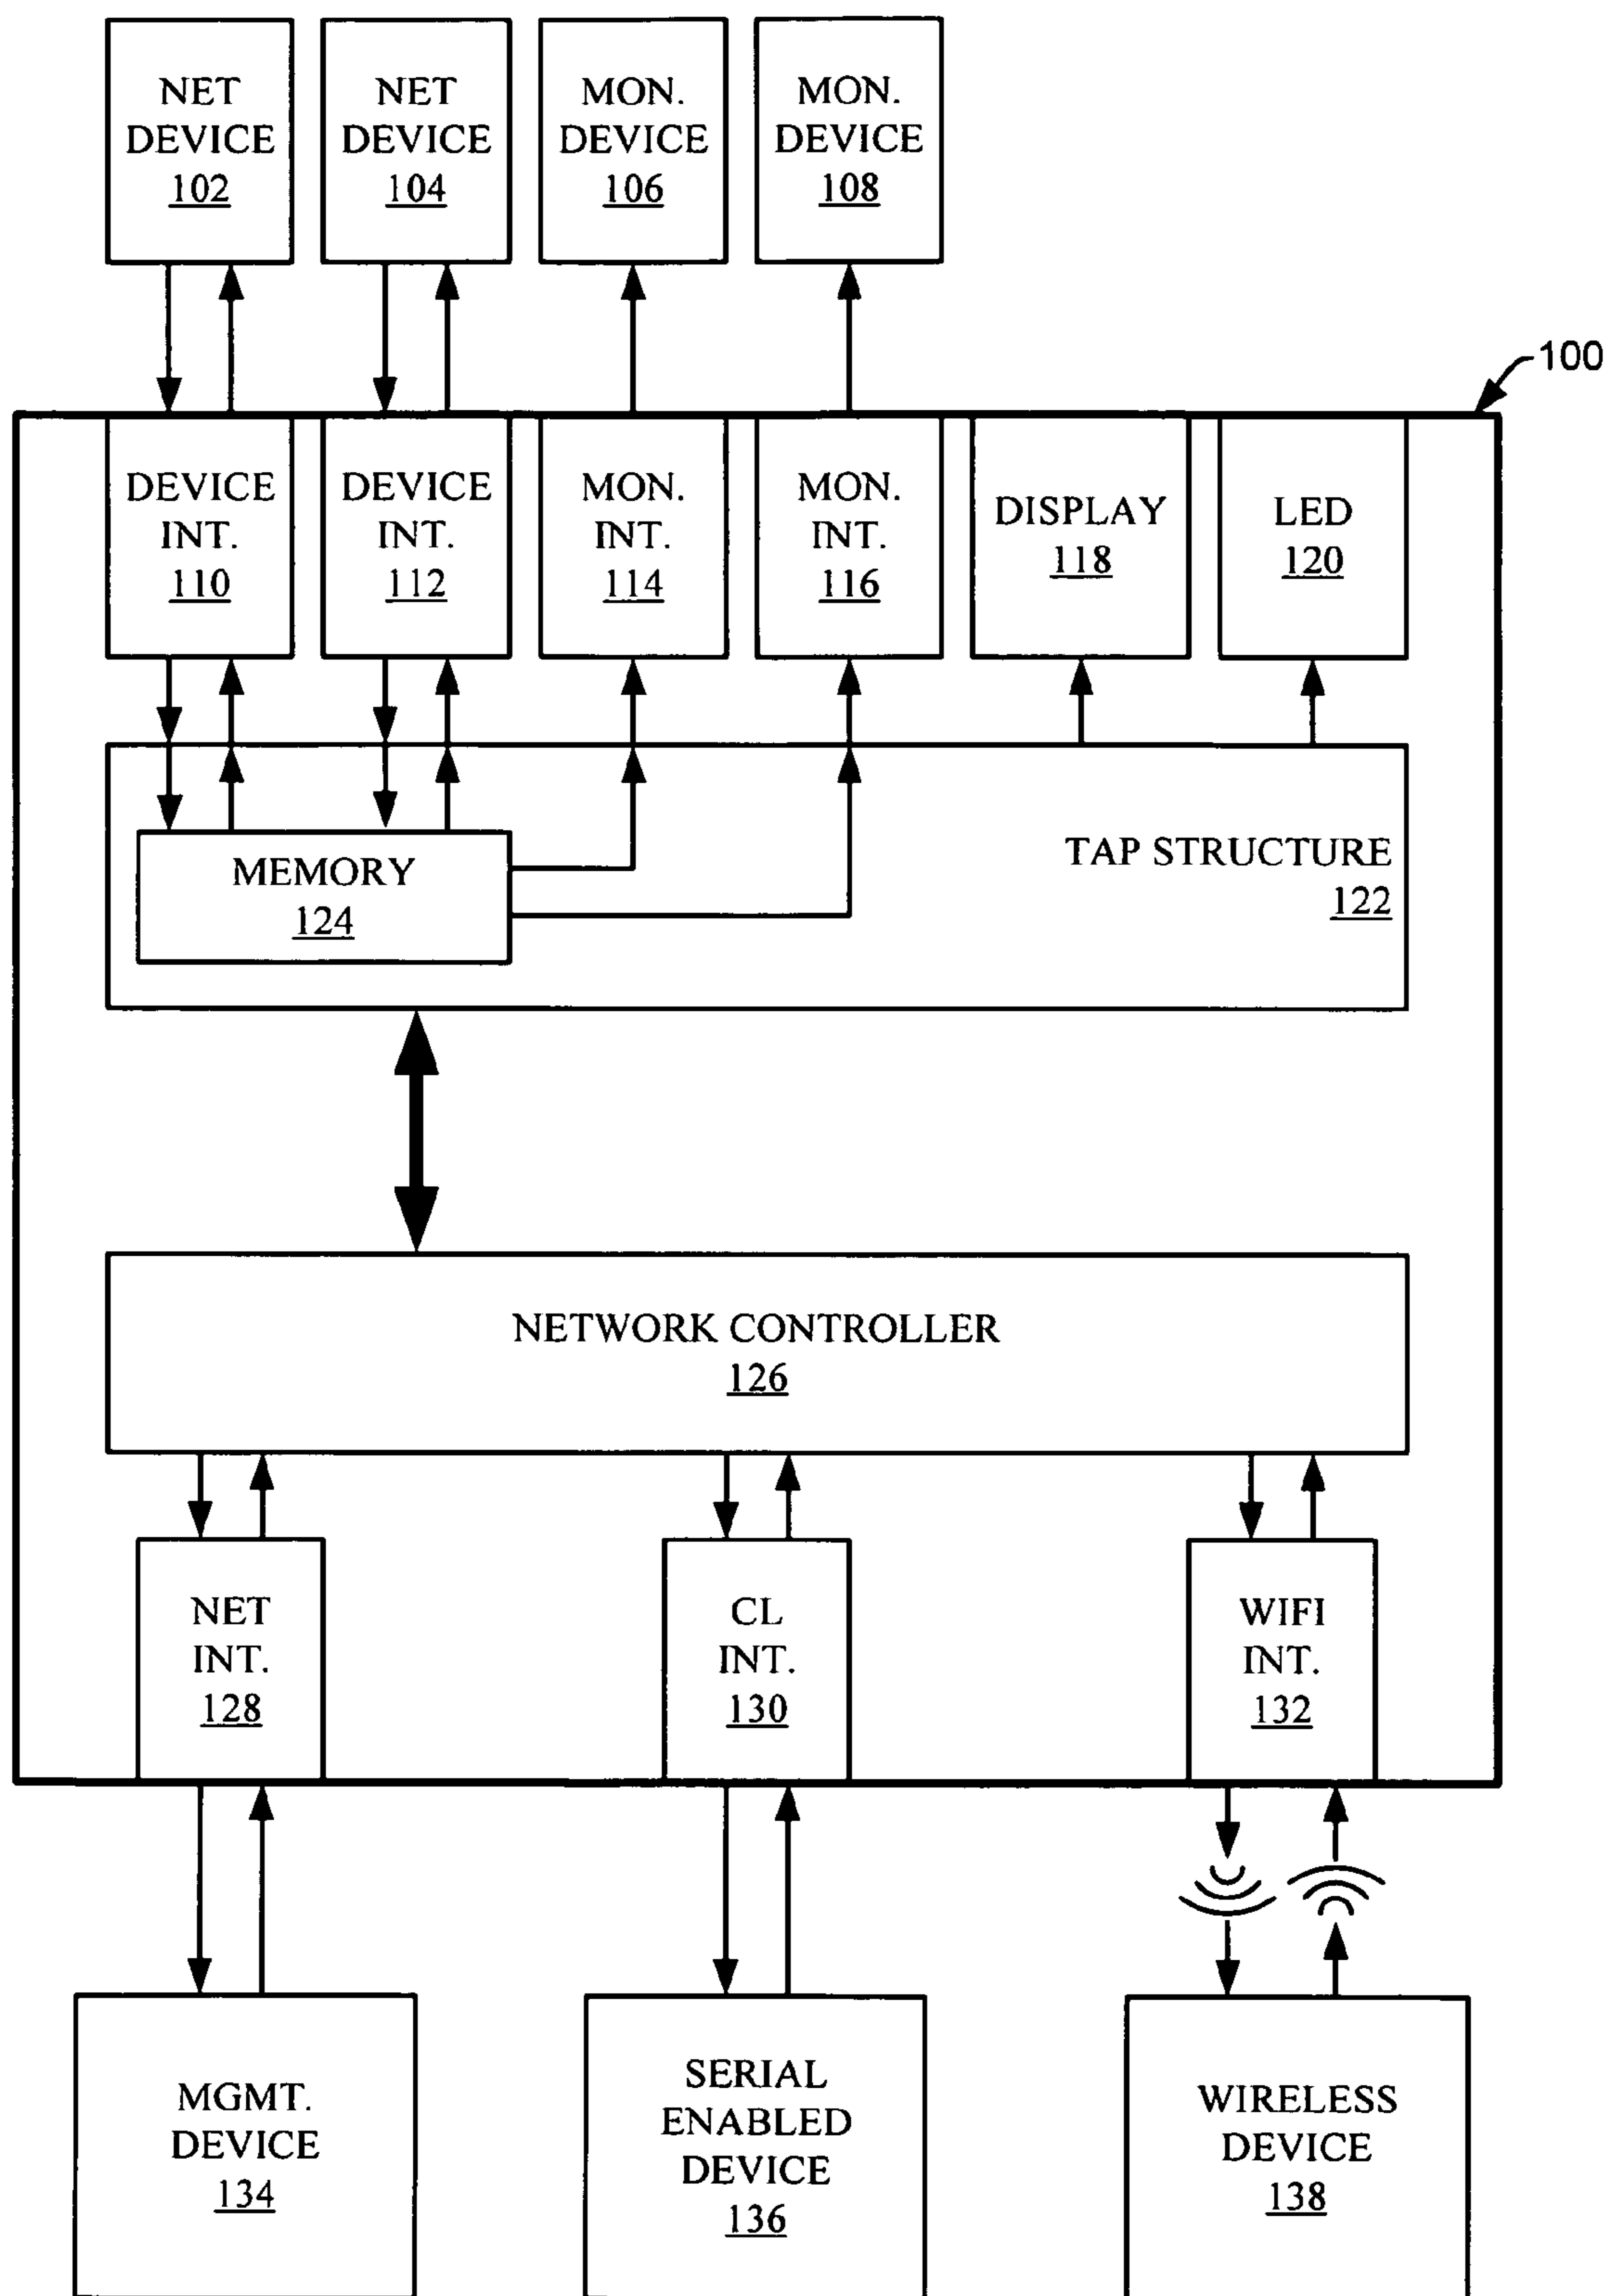 NET
DEVICE
102
NET
DEVICE
104
MON.
DEVICE
106
MON.
DEVICE
108
100
DEVICE
INT.
110
DEVICE
INT.
112
MON.
INT.
114
MON.
INT.
116
DISPLAY
118
LED
120
TAP STRUCTURE
122
MEMORY
124
NETWORK CONTROLLER
126
NET
INT.
128
CL
INT.
130
WIFI
INT.
132
MGMT.
DEVICE
134
SERIAL
ENABLED
DEVICE
136
WIRELESS
DEVICE
138